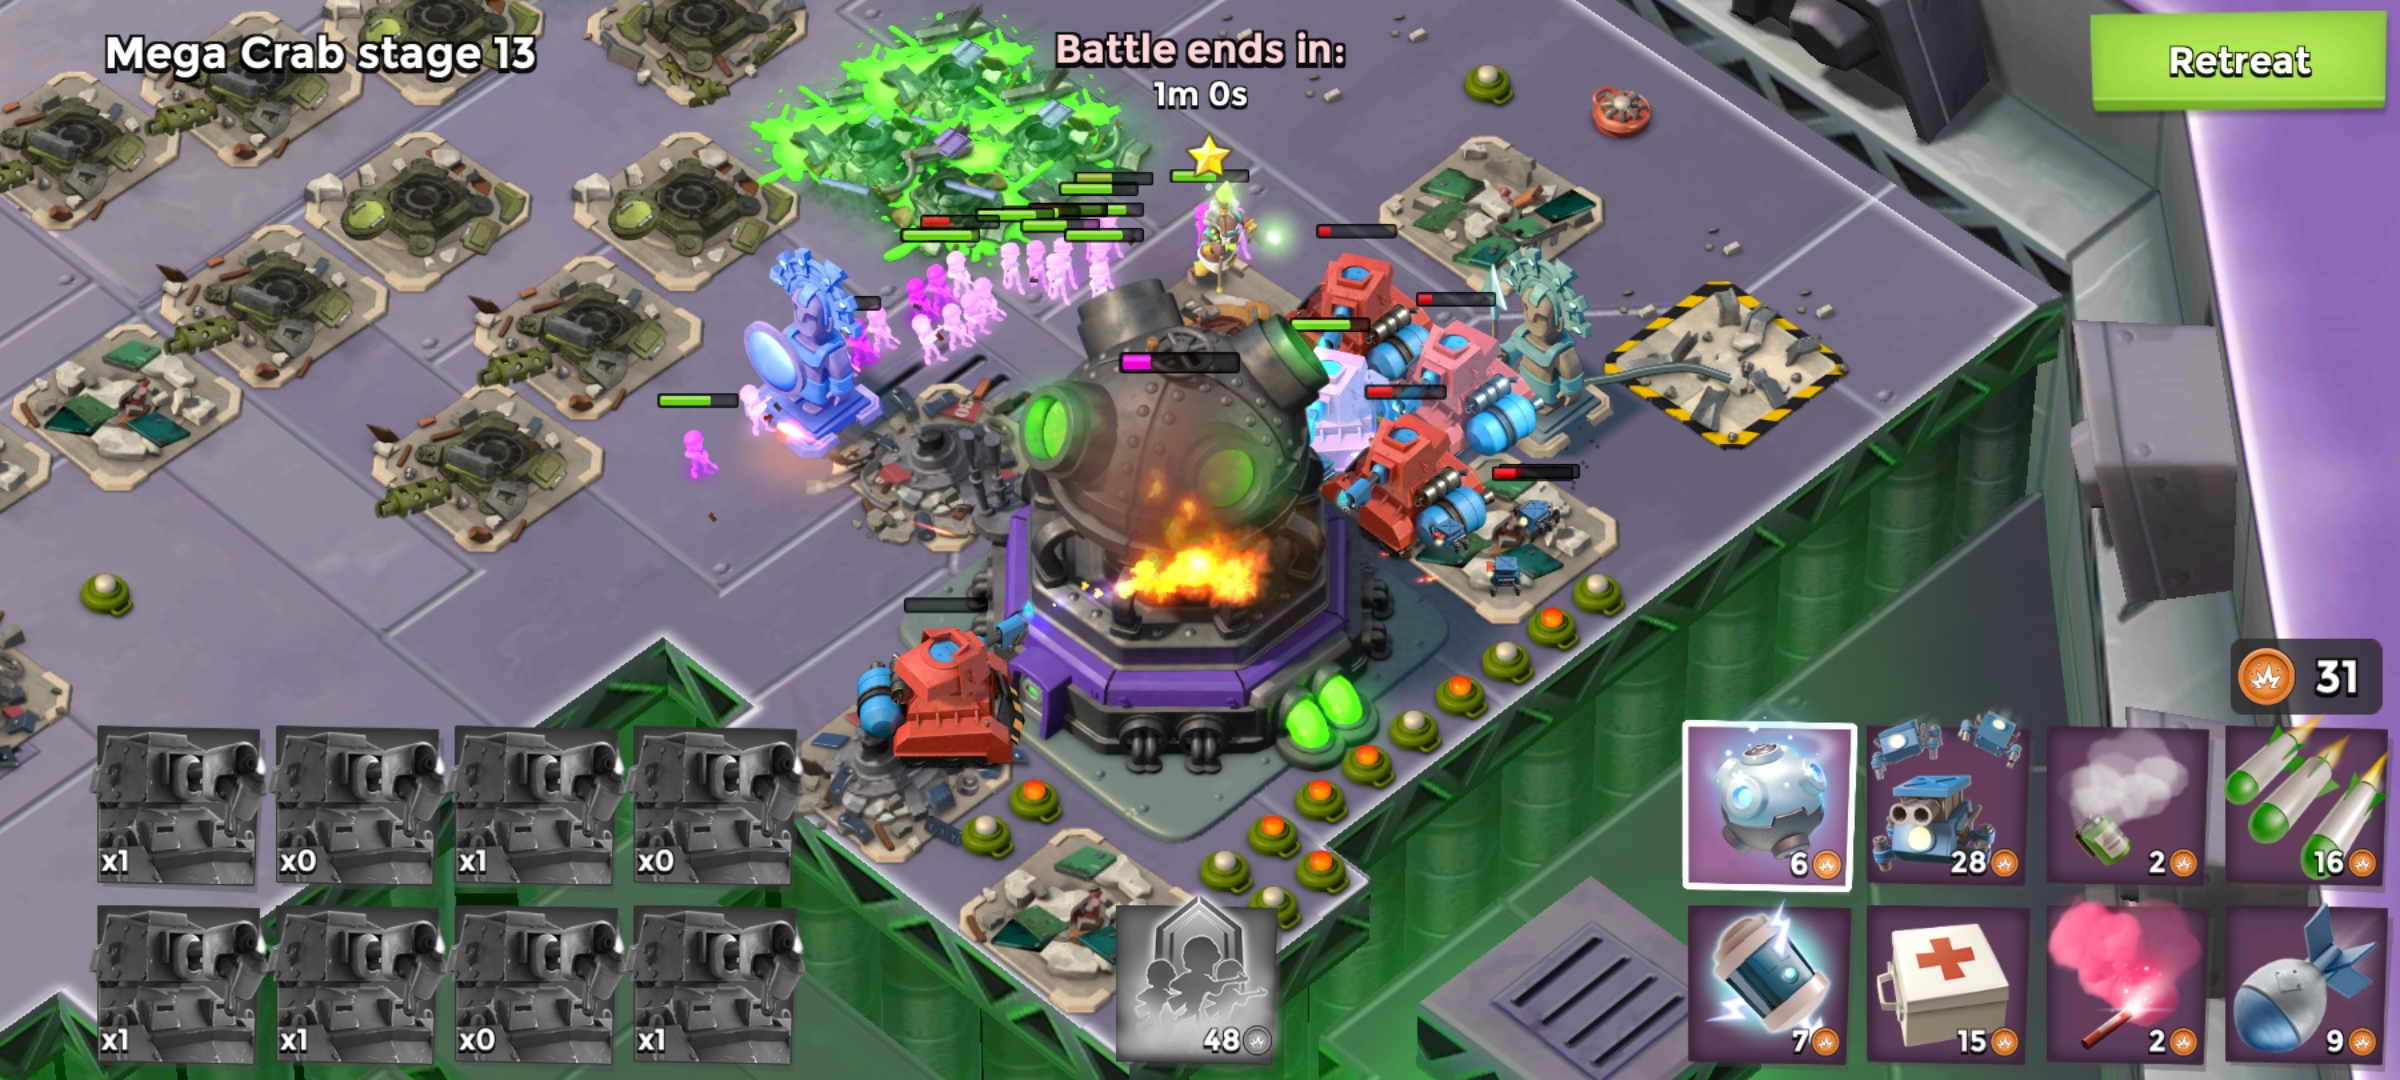 Mega Crab stage 13
Battle ends in:
1m 0s
Retreat
31
x1
x0
x1
x0
6
28
2
16
x1
x1
x0
x1
48
7
15
2
9